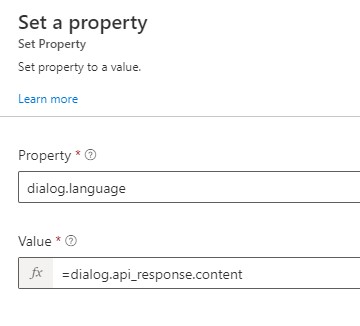 Set a property
Set Property
Set property to a value.
Learn more
Property * ?
dialog.language
Value * ?
fx =dialog.api_response.content